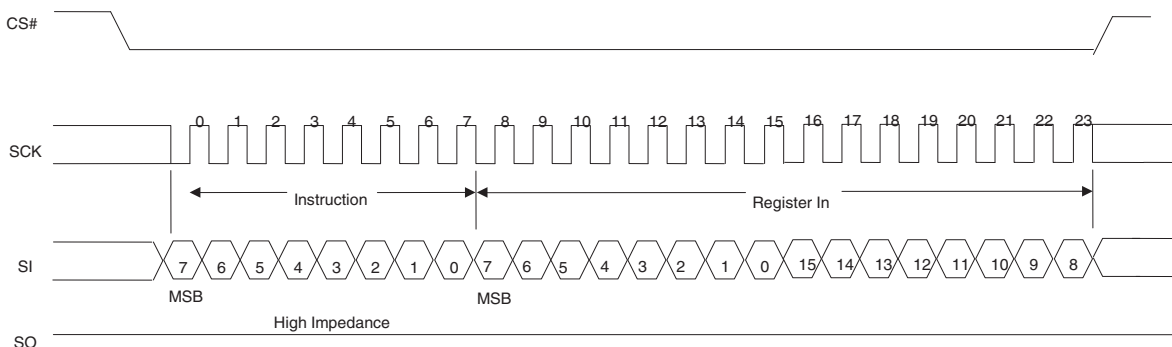 CS#
0 1 2 3 4 5 6 7 8 9 10 11 12 13 14 15 16 17 18 19 20 21 22 23
SCK
Instruction
Register In
SI
7 6 5 4 3 2 1 0 7 6 5 4 3 2 1 0 15 14 13 12 11 10 9 8
MSB
MSB
High Impedance
SO